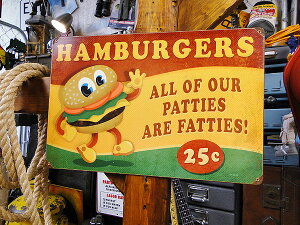 HAMBURGERS
ALL OF OUR
PATTIES
ARE FATTIES!
25¢